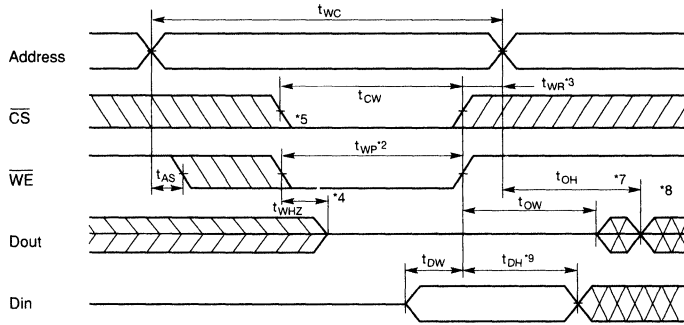 tWC
Address
tCW
tWR*3
CS
*5
tWP*2
WE
tAS
tOH
*7
*8
tWHZ
*4
tOW
Dout
tDW
tDH*9
Din